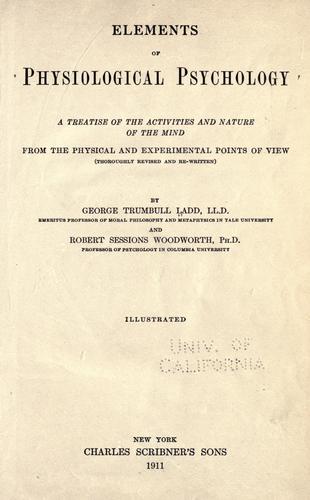 ELEMENTS
OF
PHYSIOLOGICAL PSYCHOLOGY
A TREATISE OF THE ACTIVITIES AND NATURE
OF THE MIND
FROM THE PHYSICAL AND EXPERIMENTAL POINTS OF VIEW
(THOROUGHLY REVISED AND RE-WRITTEN)
BY
GEORGE TRUMBULL LADD, LL.D.
EMERITUS PROFESSOR OF MORAL PHILOSOPHY AND METAPHYSICS IN YALE UNIVERSITY
AND
ROBERT SESSIONS WOODWORTH, PH.D.
PROFESSOR OF PSYCHOLOGY IN COLUMBIA UNIVERSITY
ILLUSTRATED
UNIV. OF
CALIFORNIA
NEW YORK
CHARLES SCRIBNER'S SONS
1911